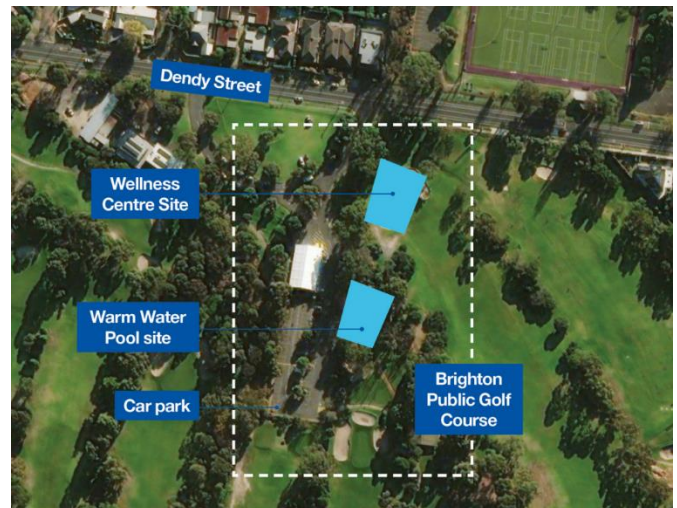 Dendy Street
Wellness
Centre Site
Warm Water
Pool site
Car park
Brighton
Public Golf
Course